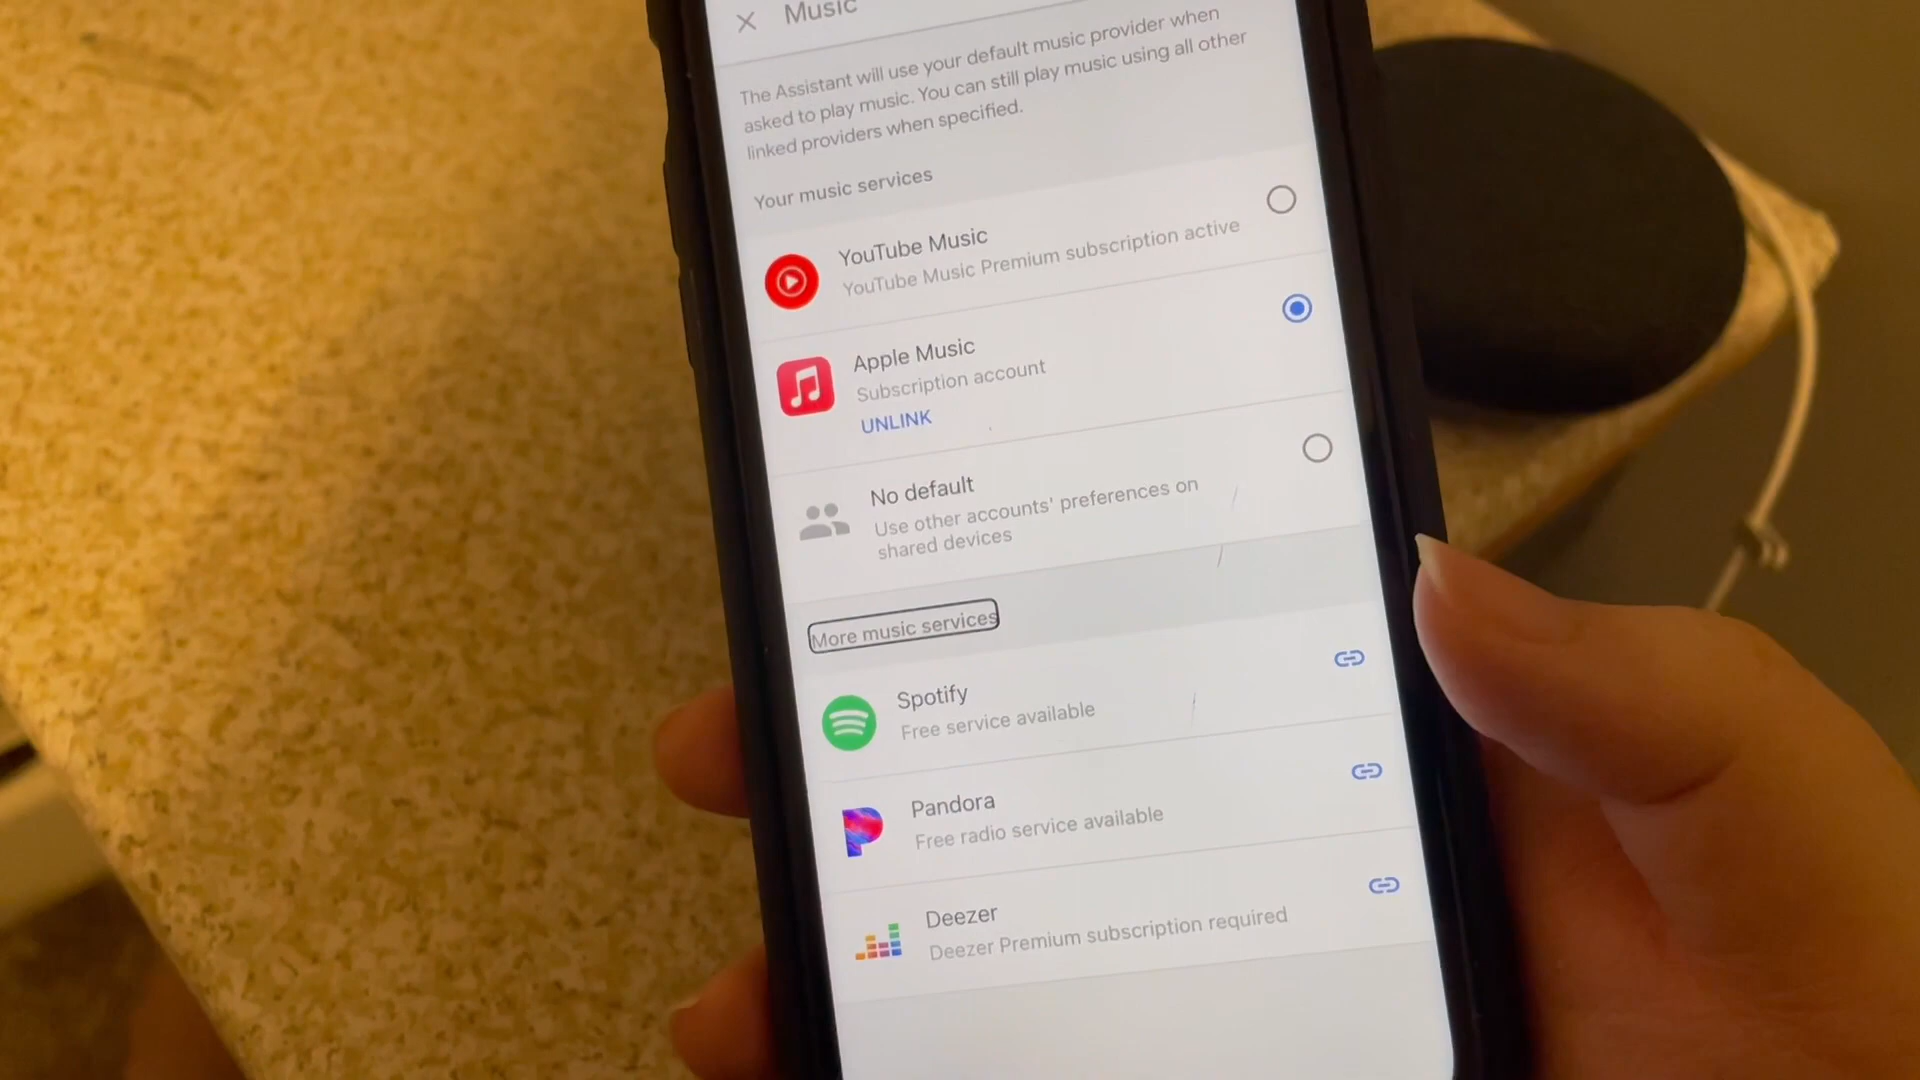 Music
The Assistant will use your default music provider when
asked to play music. You can still play music using all other
linked providers when specified.
Your music services
YouTube Music
YouTube Music Premium subscription active
Apple Music
Subscription account
UNLINK
No default
Use other accounts' preferences on
shared devices
More music services
Spotify
Free service available
Pandora
Free radio service available
Deezer
Deezer Premium subscription required